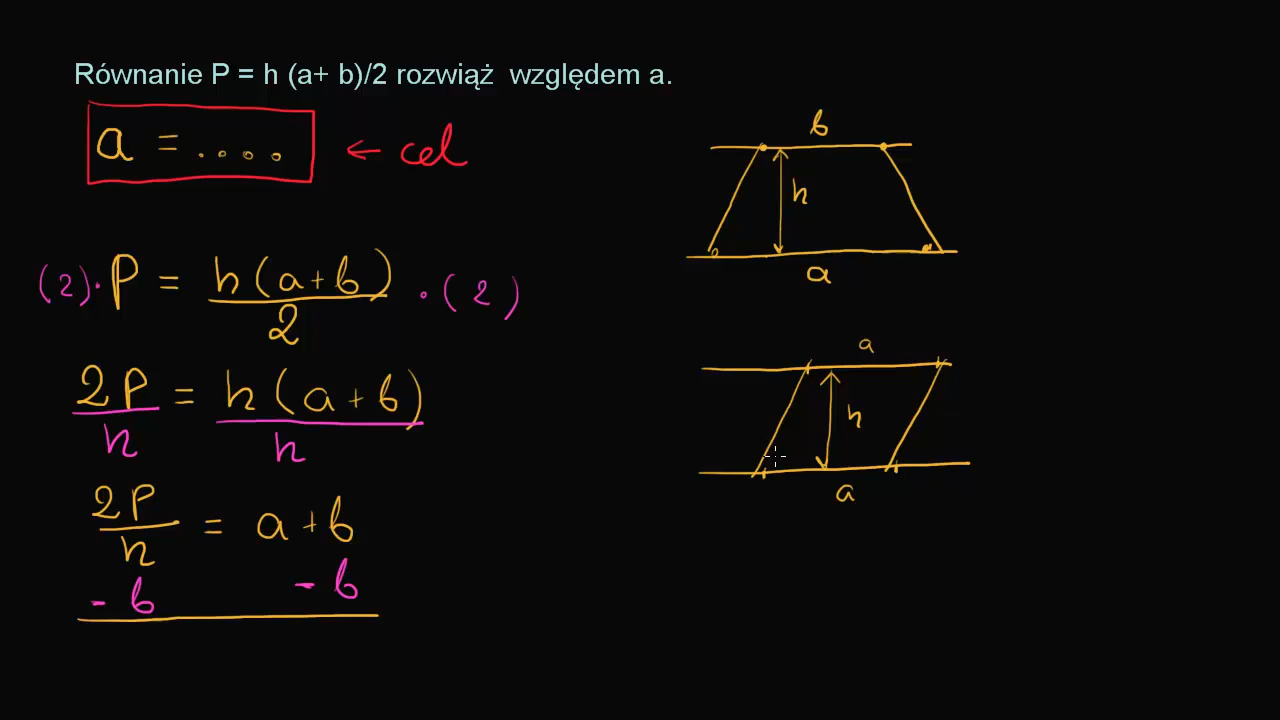 Równanie P = h (a+ b)/2 rozwiąż  względem a.
a = ....
← cel
(2)· P = h(a+b)/2 ·(2)
2P/h = h(a+b)/h
2P/h = a+b
- b   - b
b
h
a
a
h
a